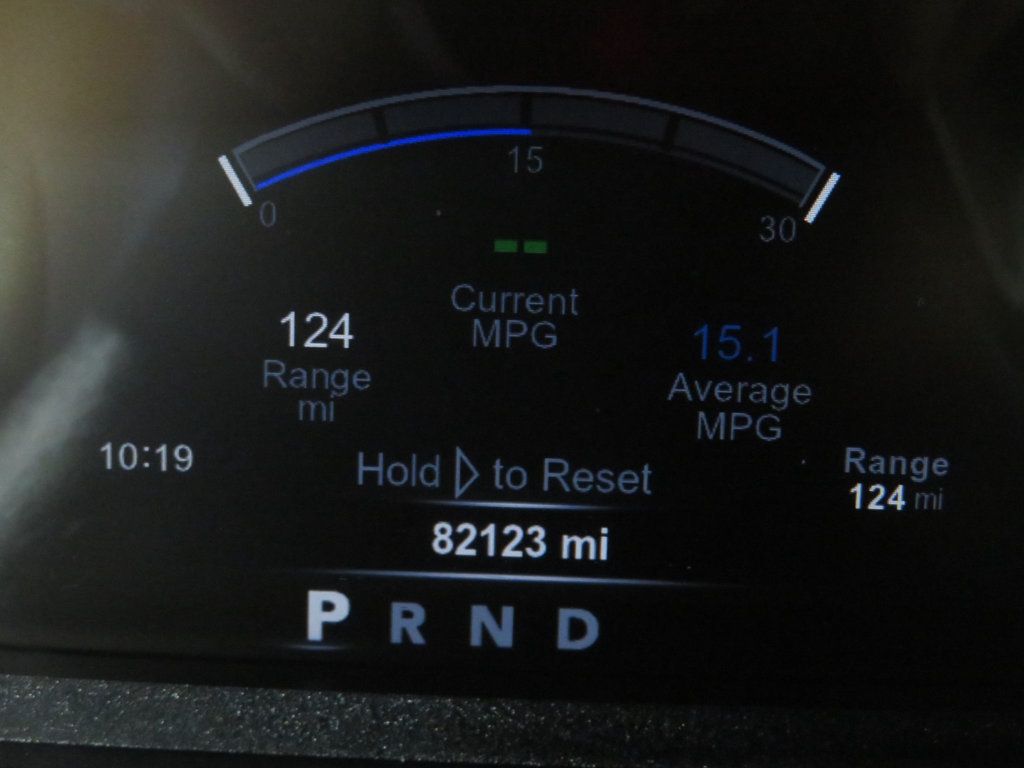 15
0
30
--
Current
MPG
124
Range
mi
15.1
Average
MPG
10:19
Hold ▷ to Reset
Range
124 mi
82123 mi
P R N D